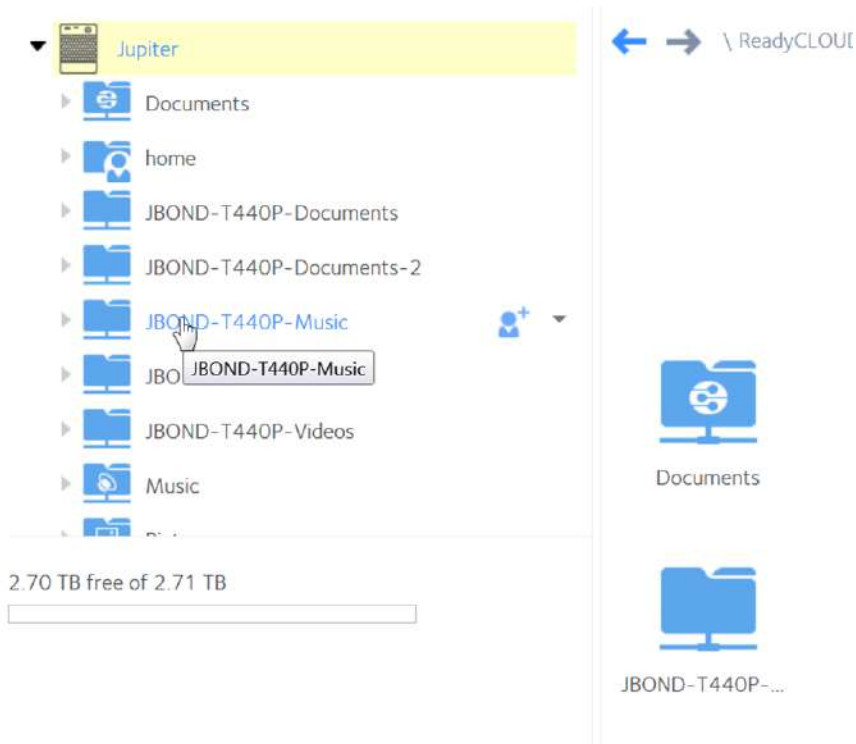 Jupiter
Documents
home
JBOND-T440P-Documents
JBOND-T440P-Documents-2
JBOND-T440P-Music
JBOND-T440P-Music
JBO
JBOND-T440P-Videos
Music
2.70 TB free of 2.71 TB
\ ReadyCLOUD
Documents
JBOND-T440P-...